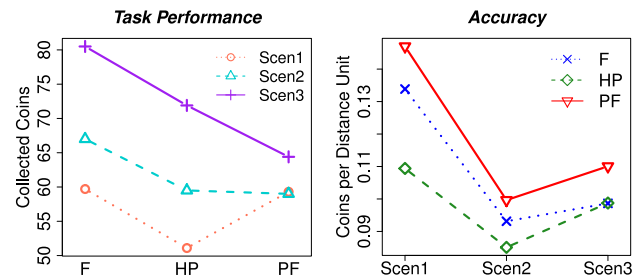 Task Performance
Collected Coins
80
75
70
65
60
55
50
F
HP
PF
Scen1
Scen2
Scen3
Accuracy
Coins per Distance Unit
0.13
0.11
0.09
Scen1
Scen2
Scen3
F
HP
PF